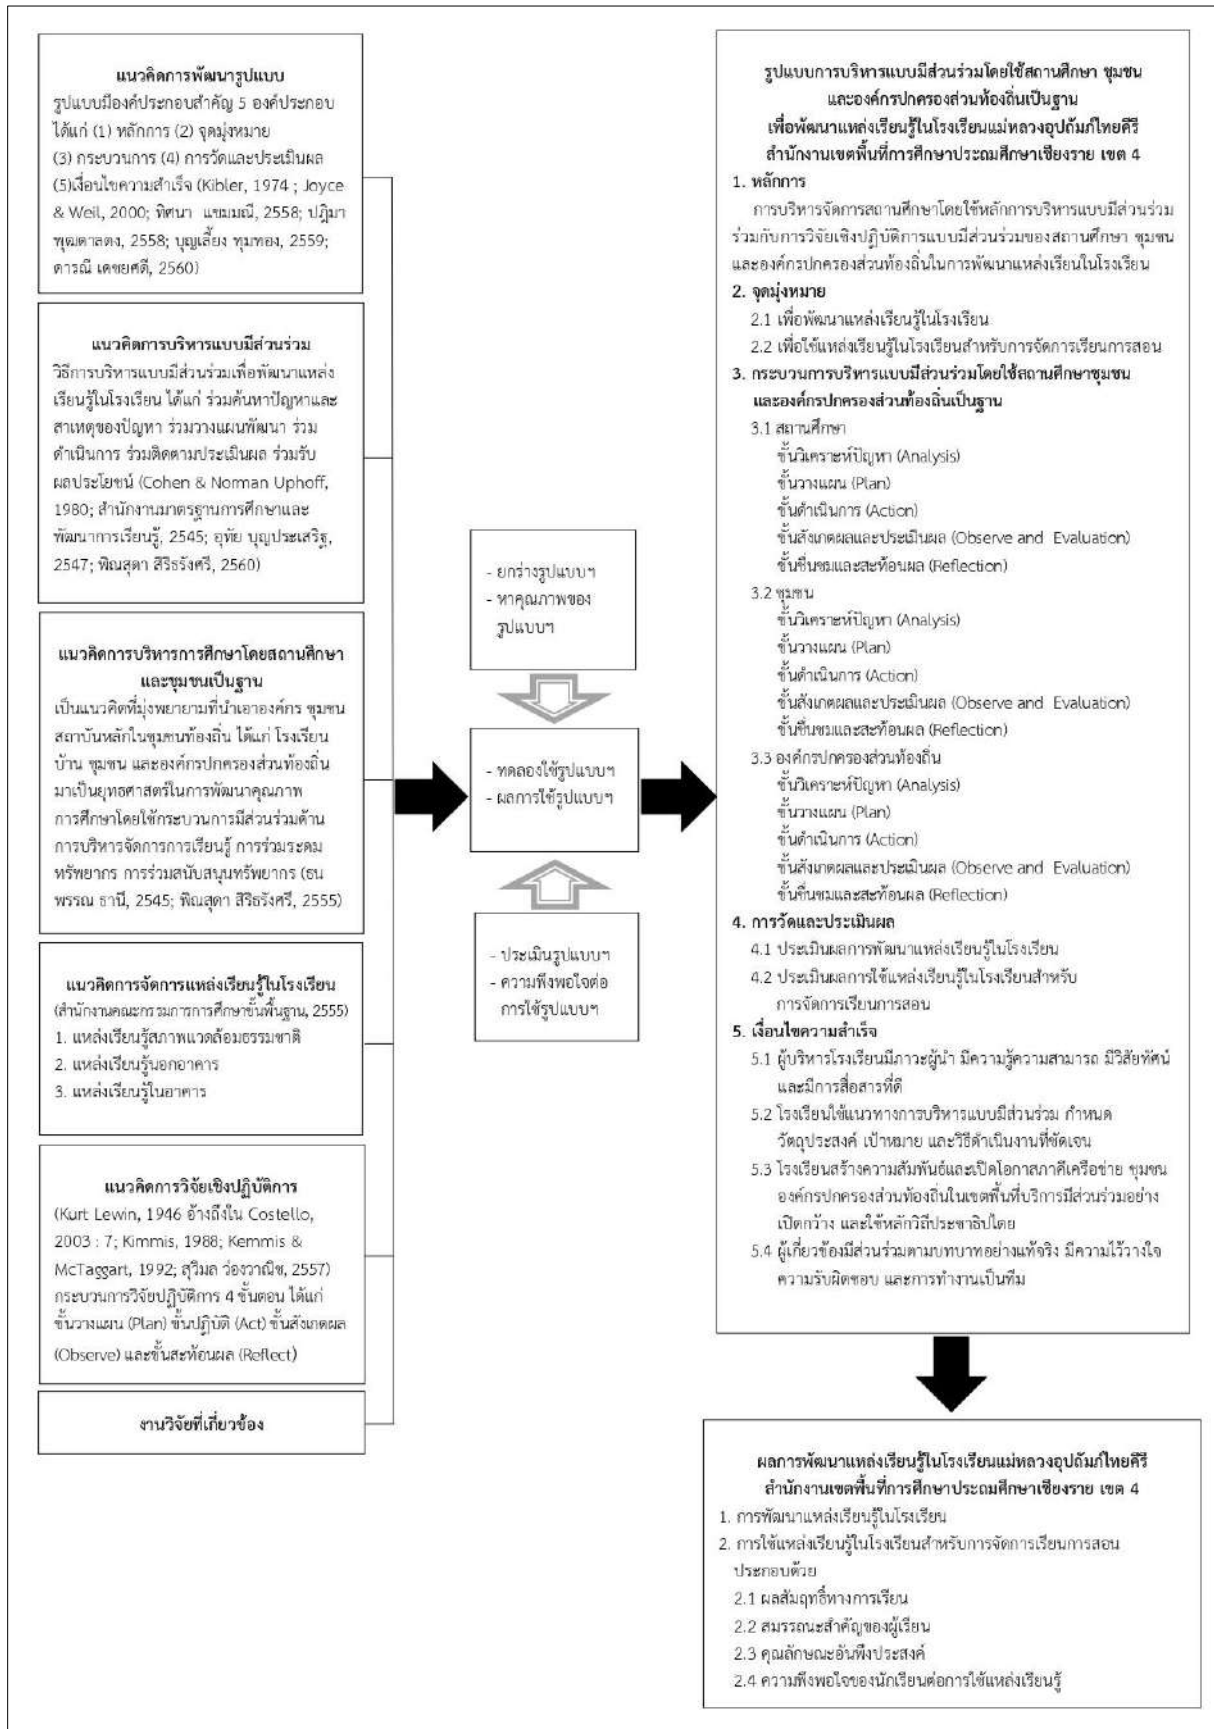 แนวคิดการพัฒนารูปแบบ
รูปแบบมีองค์ประกอบสำคัญ 5 องค์ประกอบ
ได้แก่ (1) หลักการ (2) จุดมุ่งหมาย
(3) กระบวนการ (4) การวัดและประเมินผล
(5)เงื่อนไขความสำเร็จ (Kibler, 1974 ; Joyce
& Weil, 2000; ทิศนา แขมมณี, 2558; ปฎิมา
พุฒตาลดง, 2558; บุญเลี้ยง ทุมทอง, 2559;
ดารณี เดชยศดี, 2560)
แนวคิดการบริหารแบบมีส่วนร่วม
วิธีการบริหารแบบมีส่วนร่วมเพื่อพัฒนาแหล่ง
เรียนรู้ในโรงเรียน ได้แก่ ร่วมค้นหาปัญหาและ
สาเหตุของปัญหา ร่วมวางแผนพัฒนา ร่วม
ดำเนินการ ร่วมติดตามประเมินผล ร่วมรับ
ผลประโยชน์ (Cohen & Norman Uphoff,
1980; สำนักงานมาตรฐานการศึกษาและ
พัฒนาการเรียนรู้, 2545; อุทัย บุญประเสริฐ,
2547; พิณสุดา สิริธรังศรี, 2560)
แนวคิดการบริหารการศึกษาโดยสถานศึกษา
และชุมชนเป็นฐาน
เป็นแนวคิดที่มุ่งพยายามที่นำเอาองค์กร ชุมชน
สถาบันหลักในชุมชนท้องถิ่น ได้แก่ โรงเรียน
บ้าน ชุมชน และองค์กรปกครองส่วนท้องถิ่น
มาเป็นยุทธศาสตร์ในการพัฒนาคุณภาพ
การศึกษาโดยใช้กระบวนการมีส่วนร่วมด้าน
การบริหารจัดการการเรียนรู้ การร่วมระดม
ทรัพยากร การร่วมสนับสนุนทรัพยากร (ธน
พรรณ ธานี, 2545; พิณสุดา สิริธรังศรี, 2555)
แนวคิดการจัดการแหล่งเรียนรู้ในโรงเรียน
(สำนักงานคณะกรรมการการศึกษาขั้นพื้นฐาน, 2555)
1. แหล่งเรียนรู้สภาพแวดล้อมธรรมชาติ
2. แหล่งเรียนรู้นอกอาคาร
3. แหล่งเรียนรู้ในอาคาร
แนวคิดการวิจัยเชิงปฏิบัติการ
(Kurt Lewin, 1946 อ้างถึงใน Costello,
2003 : 7; Kimmis, 1988; Kemmis &
McTaggart, 1992; สุวิมล ว่องวาณิช, 2557)
กระบวนการวิจัยปฏิบัติการ 4 ขั้นตอน ได้แก่
ขั้นวางแผน (Plan) ขั้นปฏิบัติ (Act) ขั้นสังเกตผล
(Observe) และขั้นสะท้อนผล (Reflect)
งานวิจัยที่เกี่ยวข้อง
- ยกร่างรูปแบบฯ
- หาคุณภาพของ
รูปแบบฯ
- ทดลองใช้รูปแบบฯ
- ผลการใช้รูปแบบฯ
- ประเมินรูปแบบฯ
- ความพึงพอใจต่อ
การใช้รูปแบบฯ
รูปแบบการบริหารแบบมีส่วนร่วมโดยใช้สถานศึกษา ชุมชน
และองค์กรปกครองส่วนท้องถิ่นเป็นฐาน
เพื่อพัฒนาแหล่งเรียนรู้ในโรงเรียนแม่หลวงอุปถัมภ์ไทยคีรี
สำนักงานเขตพื้นที่การศึกษาประถมศึกษาเชียงราย เขต 4
1. หลักการ
การบริหารจัดการสถานศึกษาโดยใช้หลักการบริหารแบบมีส่วนร่วม
ร่วมกับการวิจัยเชิงปฏิบัติการแบบมีส่วนร่วมของสถานศึกษา ชุมชน
และองค์กรปกครองส่วนท้องถิ่นในการพัฒนาแหล่งเรียนในโรงเรียน
2. จุดมุ่งหมาย
2.1 เพื่อพัฒนาแหล่งเรียนรู้ในโรงเรียน
2.2 เพื่อใช้แหล่งเรียนรู้ในโรงเรียนสำหรับการจัดการเรียนการสอน
3. กระบวนการบริหารแบบมีส่วนร่วมโดยใช้สถานศึกษาชุมชน
และองค์กรปกครองส่วนท้องถิ่นเป็นฐาน
3.1 สถานศึกษา
ขั้นวิเคราะห์ปัญหา (Analysis)
ขั้นวางแผน (Plan)
ขั้นดำเนินการ (Action)
ขั้นสังเกตผลและประเมินผล (Observe and Evaluation)
ขั้นชื่นชมและสะท้อนผล (Reflection)
3.2 ชุมชน
ขั้นวิเคราะห์ปัญหา (Analysis)
ขั้นวางแผน (Plan)
ขั้นดำเนินการ (Action)
ขั้นสังเกตผลและประเมินผล (Observe and Evaluation)
ขั้นชื่นชมและสะท้อนผล (Reflection)
3.3 องค์กรปกครองส่วนท้องถิ่น
ขั้นวิเคราะห์ปัญหา (Analysis)
ขั้นวางแผน (Plan)
ขั้นดำเนินการ (Action)
ขั้นสังเกตผลและประเมินผล (Observe and Evaluation)
ขั้นชื่นชมและสะท้อนผล (Reflection)
4. การวัดและประเมินผล
4.1 ประเมินผลการพัฒนาแหล่งเรียนรู้ในโรงเรียน
4.2 ประเมินผลการใช้แหล่งเรียนรู้ในโรงเรียนสำหรับ
การจัดการเรียนการสอน
5. เงื่อนไขความสำเร็จ
5.1 ผู้บริหารโรงเรียนมีภาวะผู้นำ มีความรู้ความสามารถ มีวิสัยทัศน์
และมีการสื่อสารที่ดี
5.2 โรงเรียนใช้แนวทางการบริหารแบบมีส่วนร่วม กำหนด
วัตถุประสงค์ เป้าหมาย และวิธีดำเนินงานที่ชัดเจน
5.3 โรงเรียนสร้างความสัมพันธ์และเปิดโอกาสภาคีเครือข่าย ชุมชน
องค์กรปกครองส่วนท้องถิ่นในเขตพื้นที่บริการมีส่วนร่วมอย่าง
เปิดกว้าง และใช้หลักวิถีประชาธิปไตย
5.4 ผู้เกี่ยวข้องมีส่วนร่วมตามบทบาทอย่างแท้จริง มีความไว้วางใจ
ความรับผิดชอบ และการทำงานเป็นทีม
ผลการพัฒนาแหล่งเรียนรู้ในโรงเรียนแม่หลวงอุปถัมภ์ไทยคีรี
สำนักงานเขตพื้นที่การศึกษาประถมศึกษาเชียงราย เขต 4
1. การพัฒนาแหล่งเรียนรู้ในโรงเรียน
2. การใช้แหล่งเรียนรู้ในโรงเรียนสำหรับการจัดการเรียนการสอน
ประกอบด้วย
2.1 ผลสัมฤทธิ์ทางการเรียน
2.2 สมรรถนะสำคัญของผู้เรียน
2.3 คุณลักษณะอันพึงประสงค์
2.4 ความพึงพอใจของนักเรียนต่อการใช้แหล่งเรียนรู้